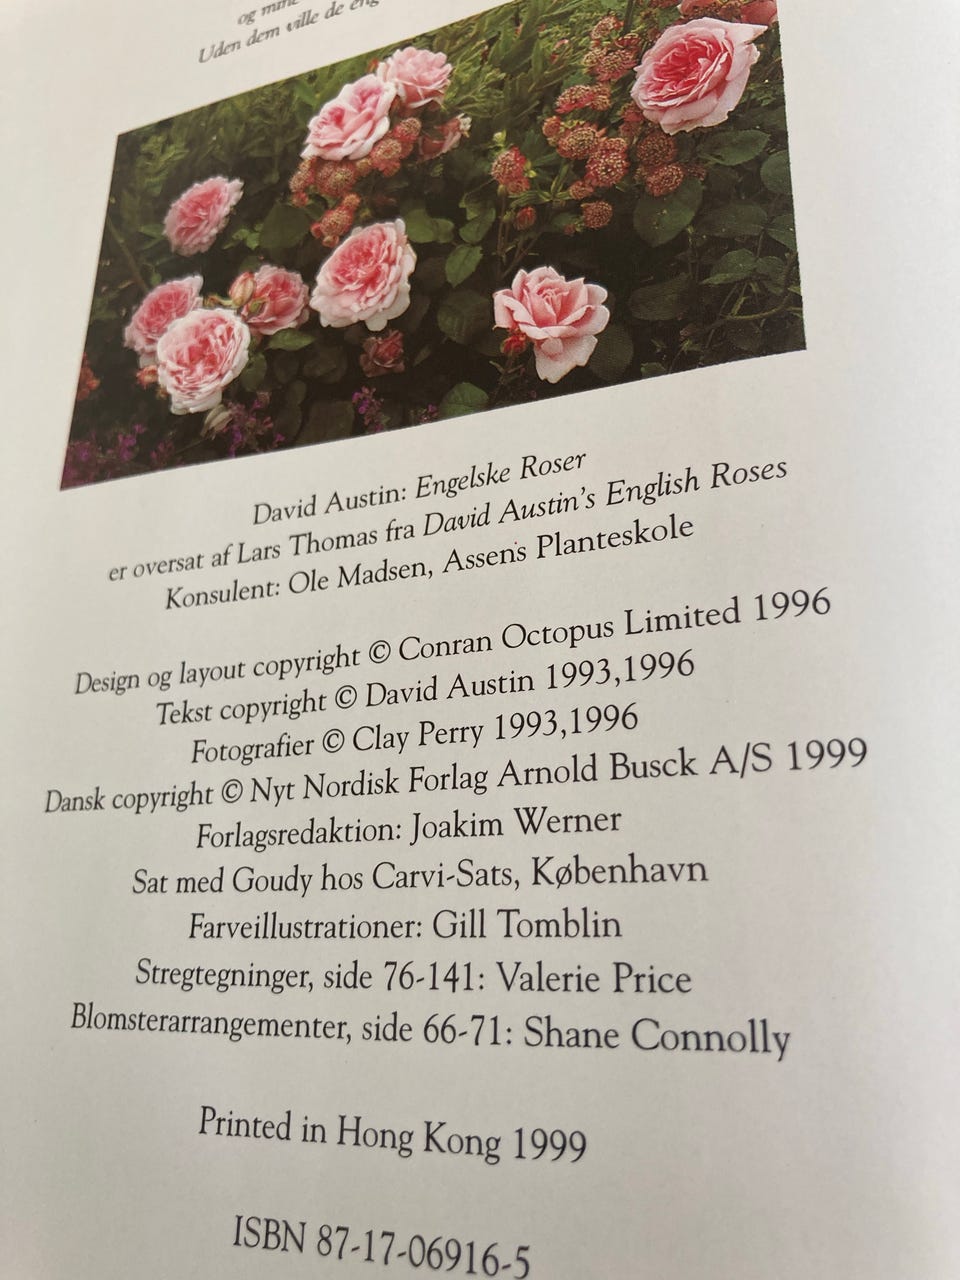 og mine
Uden dem ville de eng
David Austin: Engelske Roser
er oversat af Lars Thomas fra David Austin's English Roses
Konsulent: Ole Madsen, Assens Planteskole
Design og layout copyright © Conran Octopus Limited 1996
Tekst copyright © David Austin 1993,1996
Fotografier © Clay Perry 1993,1996
Dansk copyright © Nyt Nordisk Forlag Arnold Busck A/S 1999
Forlagsredaktion: Joakim Werner
Sat med Goudy hos Carvi-Sats, København
Farveillustrationer: Gill Tomblin
Stregtegninger, side 76-141: Valerie Price
Blomsterarrangementer, side 66-71: Shane Connolly
Printed in Hong Kong 1999
ISBN 87-17-06916-5